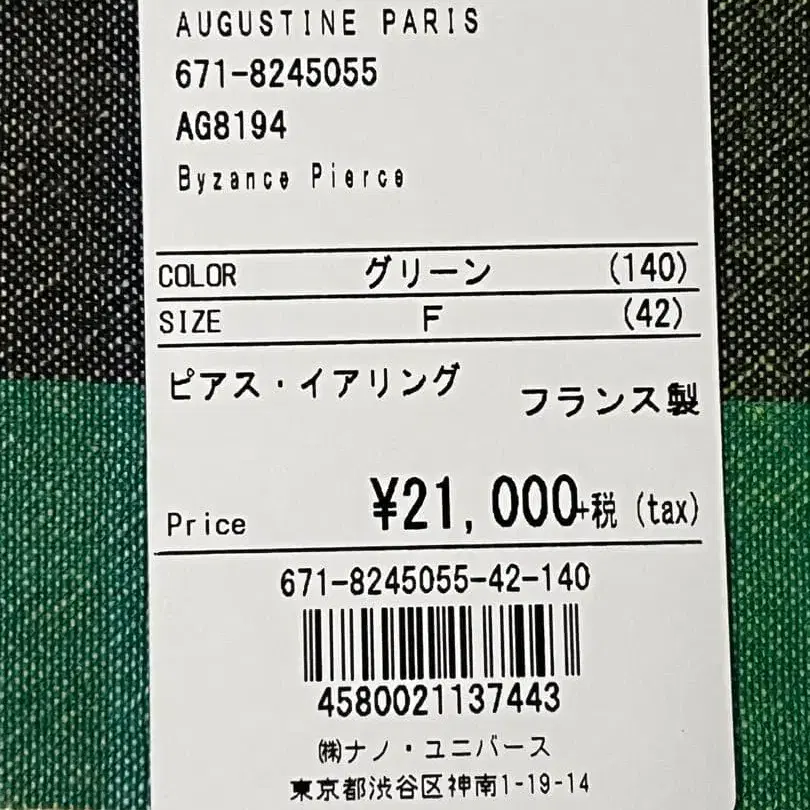 AUGUSTINE PARIS
671-8245055
AG8194
Byzance Pierce
COLOR グリーン (140)
SIZE F (42)
ピアス・イアリング
フランス製
Price ¥21,000+税 (tax)
671-8245055-42-140
4580021137443
㈱ナノ・ユニバース
東京都渋谷区神南1-19-14